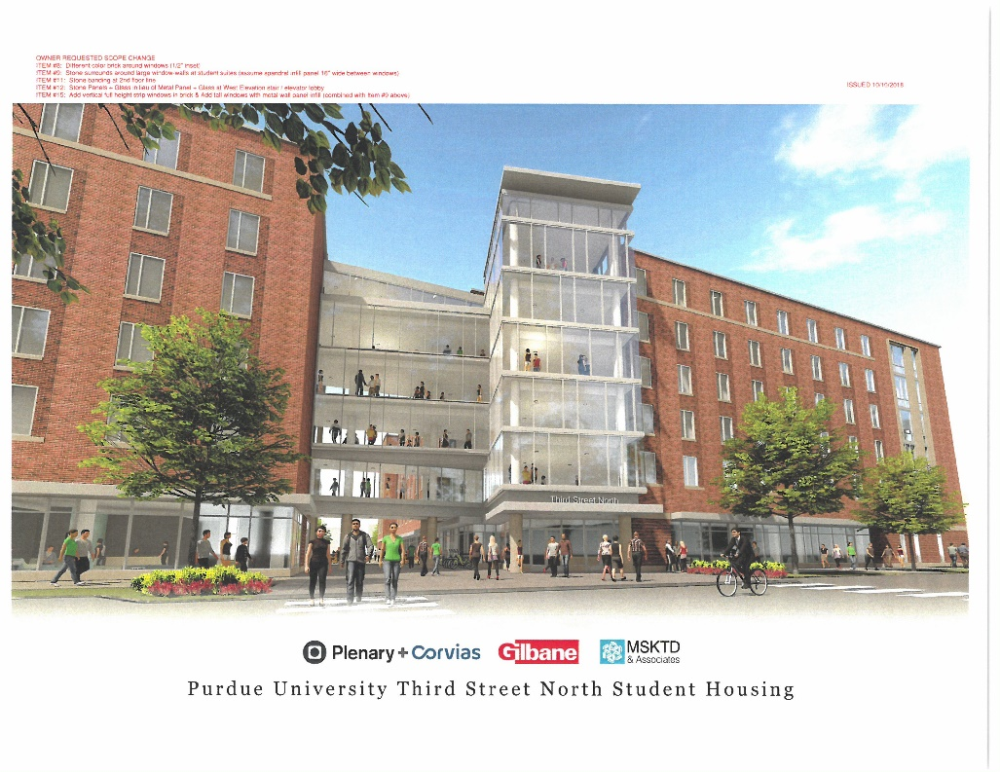 OWNER REQUESTED SCOPE CHANGE
ITEM #8: Different color brick around windows (1/2" inset)
ITEM #9: Stone surrounds around large window-walls at student suites (assume spandrel infill panel 16" wide between windows)
ITEM #11: Stone banding at 2nd floor line
ITEM #12: Stone Panels + Glass in lieu of Metal Panel + Glass at West Elevation stair / elevator lobby
ITEM #15: Add vertical full height strip windows in brick & Add tall windows with metal wall panel infill (combined with Item #9 above)
ISSUED 10/10/2018
Third Street North
Plenary+Corvias
Gilbane
MSKTD
& Associates
Purdue University Third Street North Student Housing